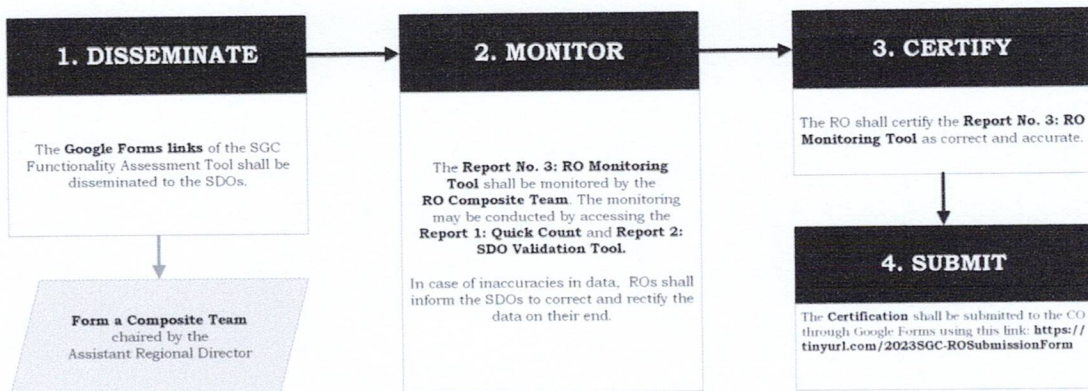 1. DISSEMINATE
The Google Forms links of the SGC
Functionality Assessment Tool shall be
disseminated to the SDOs.
Form a Composite Team
chaired by the
Assistant Regional Director
2. MONITOR
The Report No. 3: RO Monitoring
Tool shall be monitored by the
RO Composite Team. The monitoring
may be conducted by accessing the
Report 1: Quick Count and Report 2:
SDO Validation Tool.
In case of inaccuracies in data, ROs shall
inform the SDOs to correct and rectify the
data on their end.
3. CERTIFY
The RO shall certify the Report No. 3: RO
Monitoring Tool as correct and accurate.
4. SUBMIT
The Certification shall be submitted to the CO
through Google Forms using this link: https://
tinyurl.com/2023SGC-ROSubmissionForm